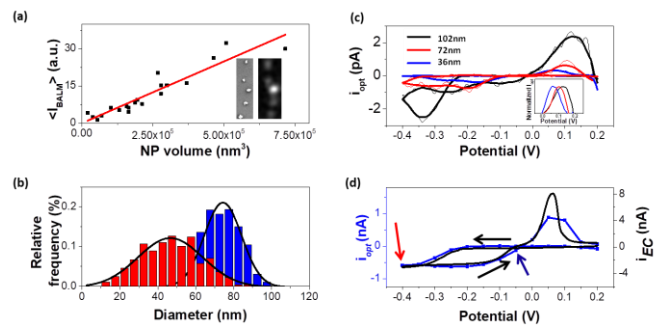 (a)
<I_BALM> (a.u.)
30
15
0
0.00
2.50x10^5
5.00x10^5
7.50x10^5
NP volume (nm^3)
(b)
Relative
frequency (%)
0.2
0.1
0.0
0 20 40 60 80 100 120
Diameter (nm)
(c)
i_opt (pA)
2
0
-2
102nm
72nm
36nm
Normalized I
Potential (V)
-0.4 -0.3 -0.2 -0.1 0.0 0.1 0.2
Potential (V)
(d)
i_opt (nA)
1
0
-1
8
4
0
-4
i_EC (nA)
-0.4 -0.3 -0.2 -0.1 0.0 0.1 0.2
Potential (V)